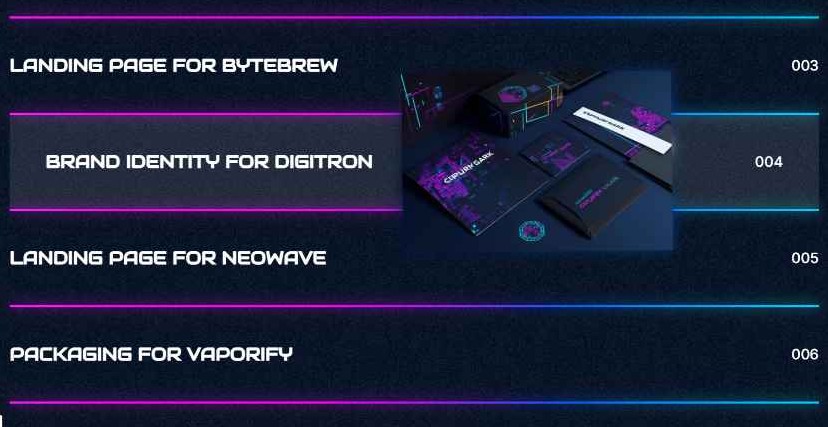 LANDING PAGE FOR BYTEBREW
003
BRAND IDENTITY FOR DIGITRON
004
LANDING PAGE FOR NEOWAVE
005
PACKAGING FOR VAPORIFY
006